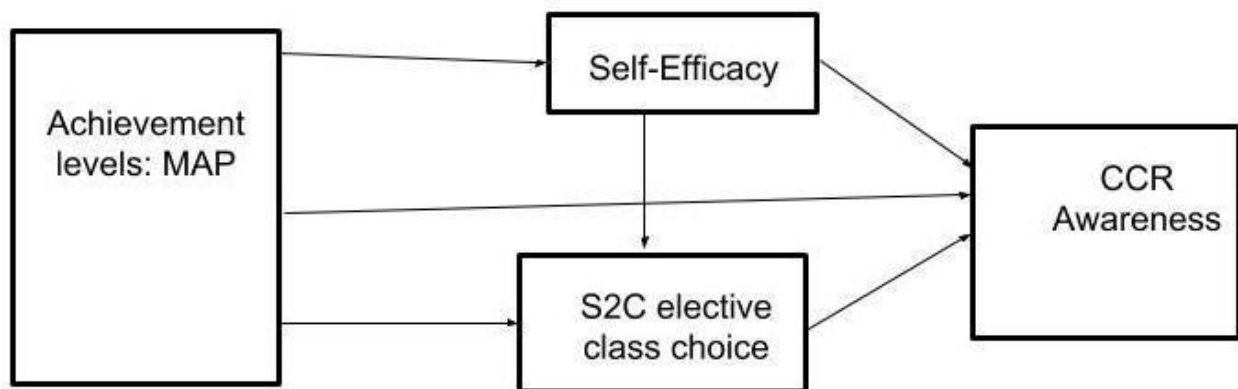 Achievement
levels: MAP
Self-Efficacy
S2C elective
class choice
CCR
Awareness